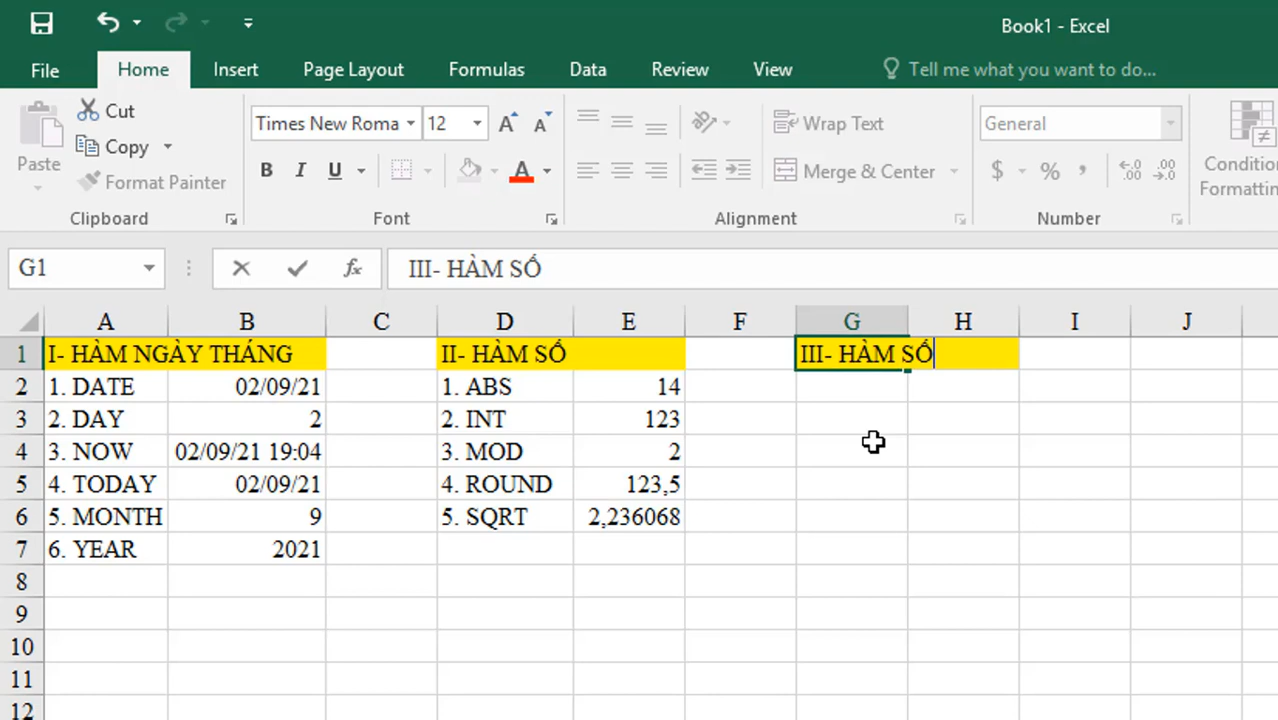 Book1 - Excel
File Home Insert Page Layout Formulas Data Review View Tell me what you want to do...
Paste
Cut
Copy
Format Painter
Clipboard
Times New Roma 12 A A
B I U A
Font
Wrap Text
Merge & Center
Alignment
General
$ % ,
Number
Condition
Formatting
G1 fx III- HÀM SỐ
A B C D E F G H I J
1 I- HÀM NGÀY THÁNG II- HÀM SỐ III- HÀM SỐ
2 1. DATE 02/09/21 1. ABS 14
3 2. DAY 2 2. INT 123
4 3. NOW 02/09/21 19:04 3. MOD 2
5 4. TODAY 02/09/21 4. ROUND 123,5
6 5. MONTH 9 5. SQRT 2,236068
7 6. YEAR 2021
8
9
10
11
12